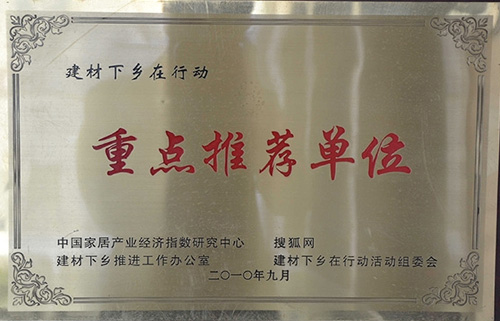 建材下乡在行动
重点推荐单位
中国家居产业经济指数研究中心 搜狐网
建材下乡推进工作办公室 建材下乡在行动活动组委会
二〇一〇年九月